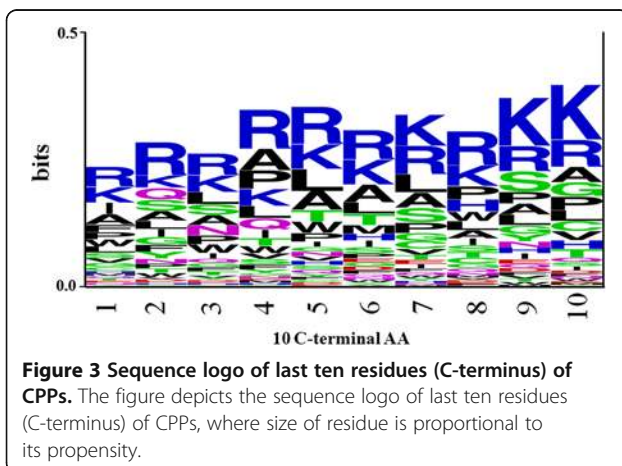 0.5
bits
0.0
1 2 3 4 5 6 7 8 9 10
10 C-terminal AA
Figure 3 Sequence logo of last ten residues (C-terminus) of
CPPs. The figure depicts the sequence logo of last ten residues
(C-terminus) of CPPs, where size of residue is proportional to
its propensity.